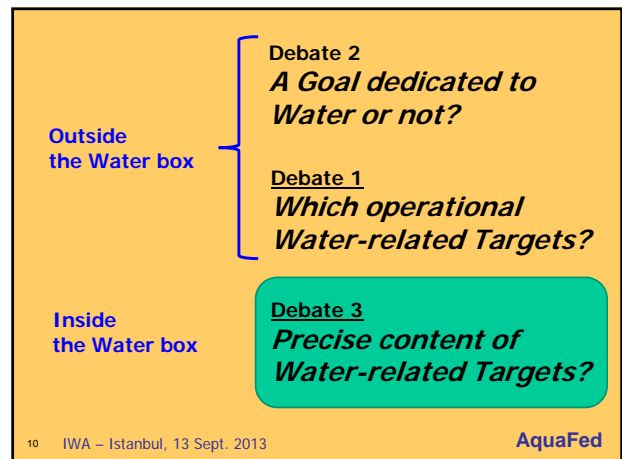 Debate 2
A Goal dedicated to
Water or not?
Outside
the Water box
Debate 1
Which operational
Water-related Targets?
Inside
the Water box
Debate 3
Precise content of
Water-related Targets?
10 IWA – Istanbul, 13 Sept. 2013
AquaFed